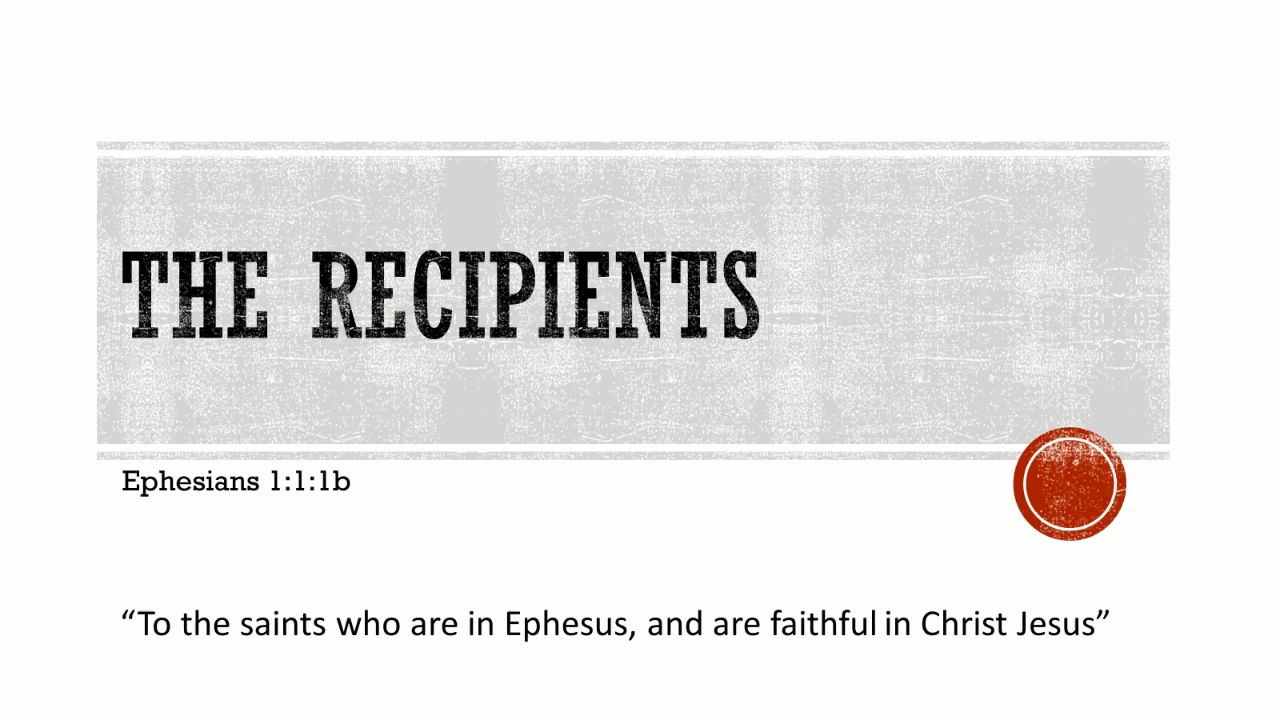 THE RECIPIENTS
Ephesians 1:1:1b
“To the saints who are in Ephesus, and are faithful in Christ Jesus”